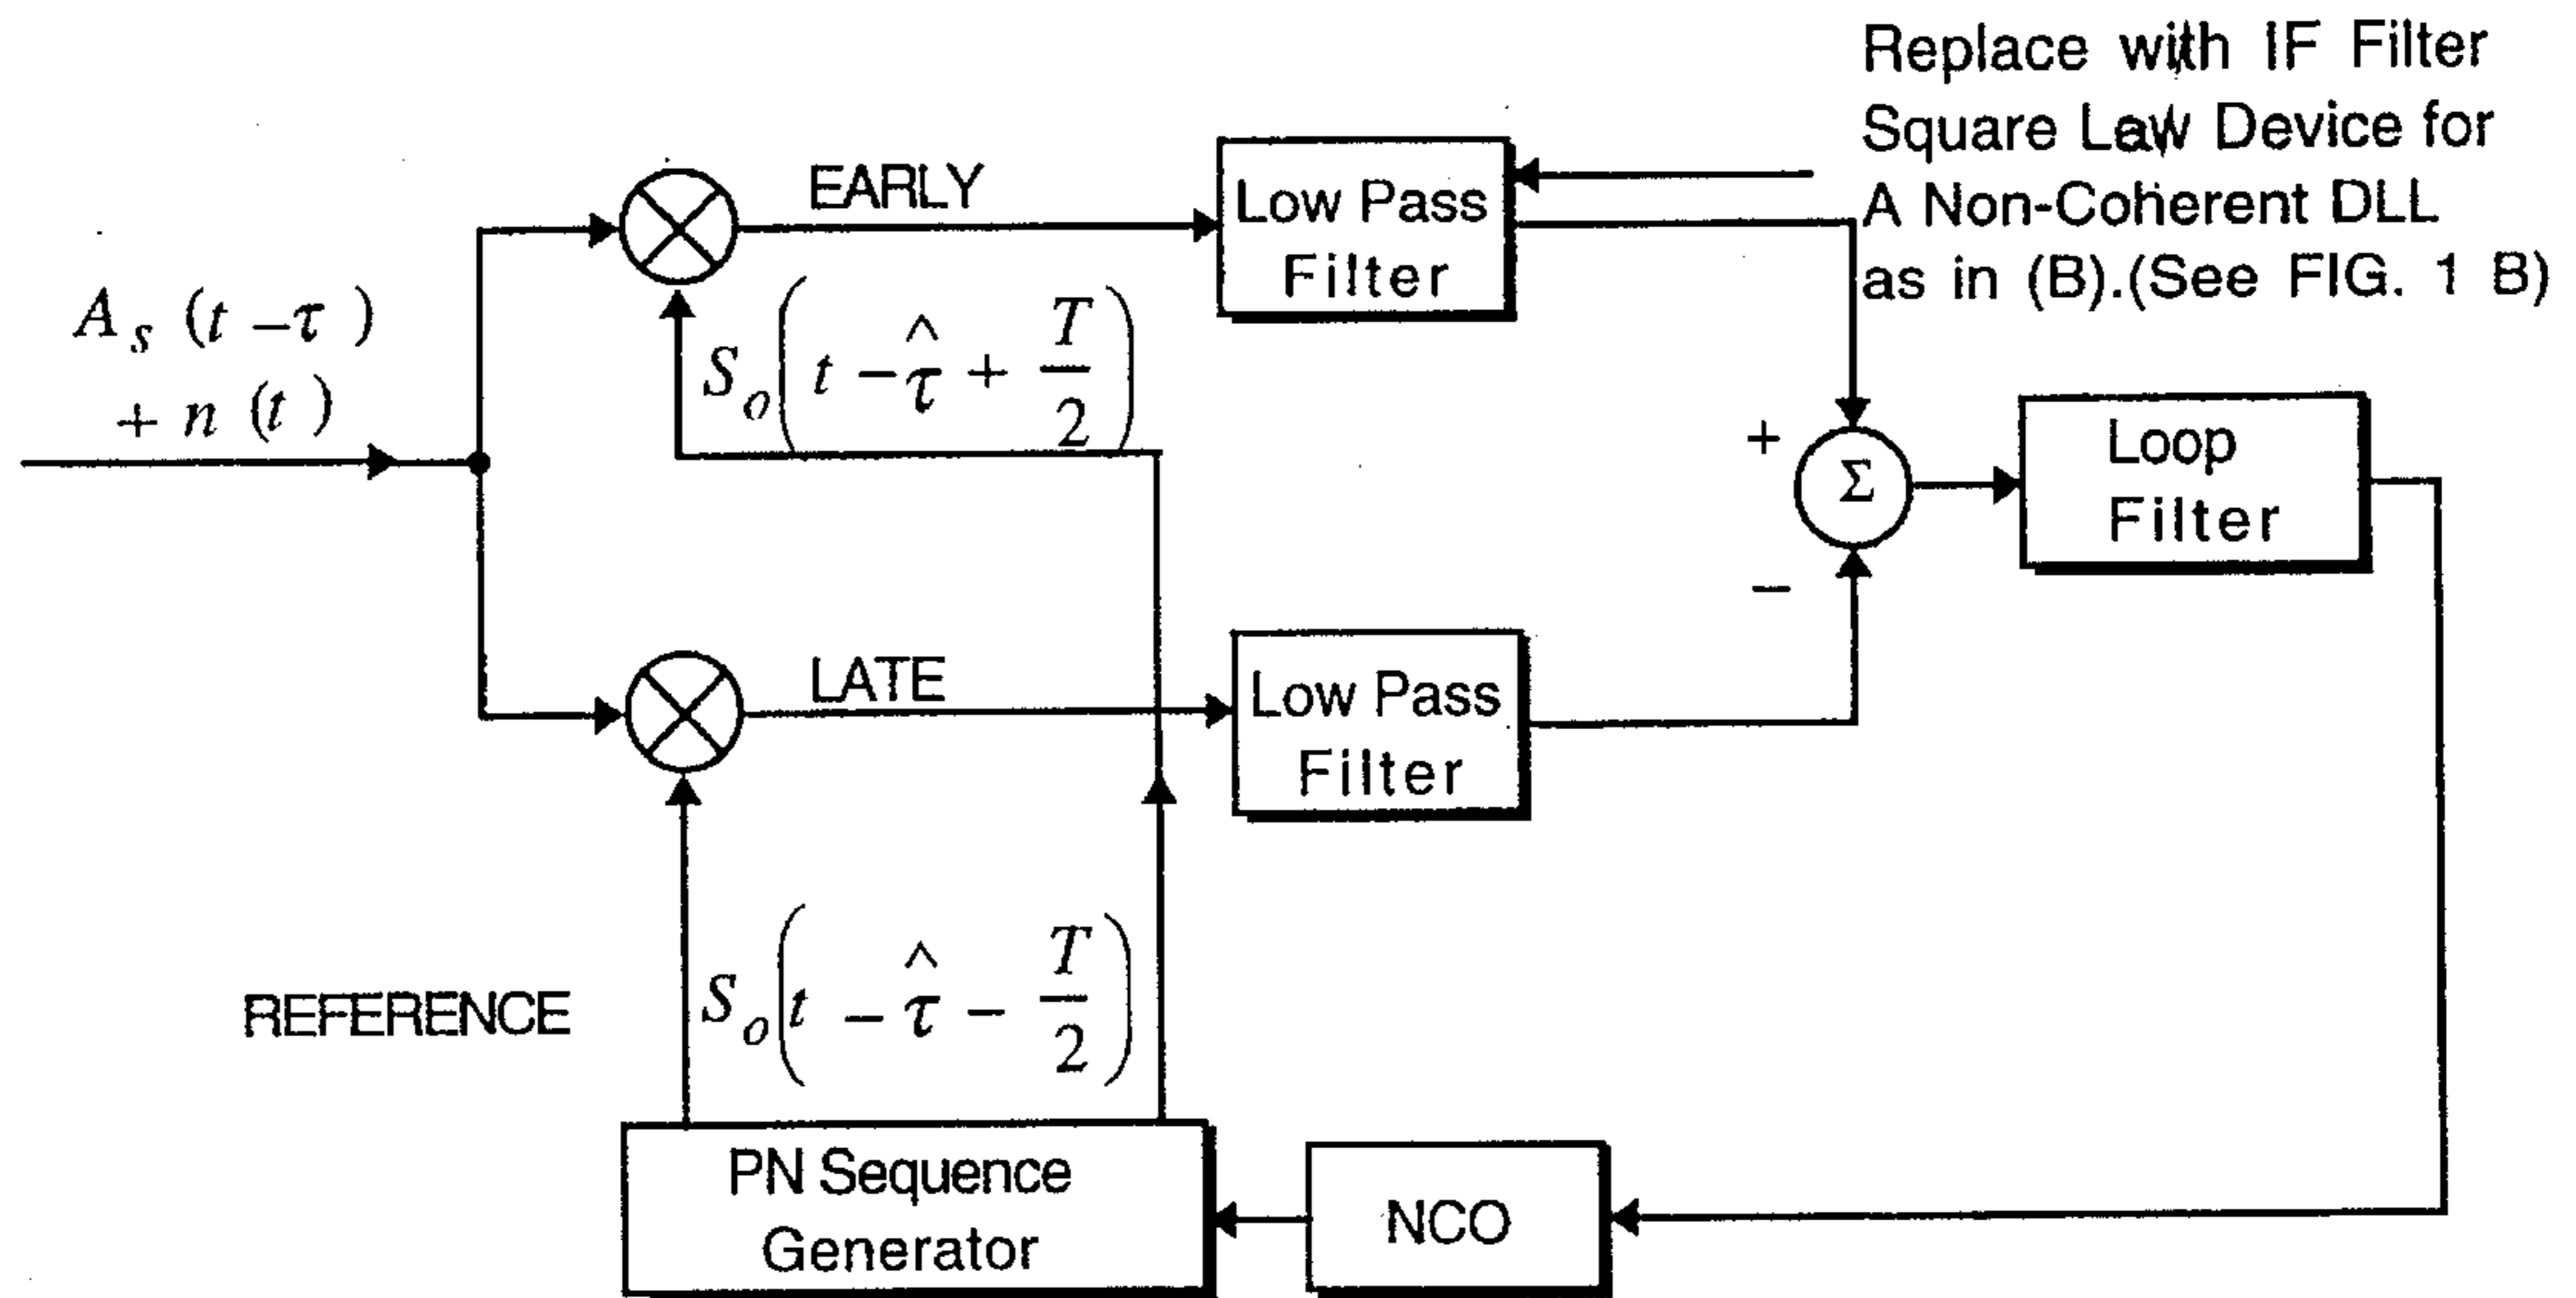 Replace with IF Filter
Square Law Device for
A Non-Coherent DLL
as in (B).(See FIG. 1 B)
EARLY
Low Pass
Filter
A_s (t – τ)
+ n (t)
S_o(t – τ̂ + T/2)
+
Σ
–
Loop
Filter
LATE
Low Pass
Filter
REFERENCE
S_o(t – τ̂ – T/2)
PN Sequence
Generator
NCO